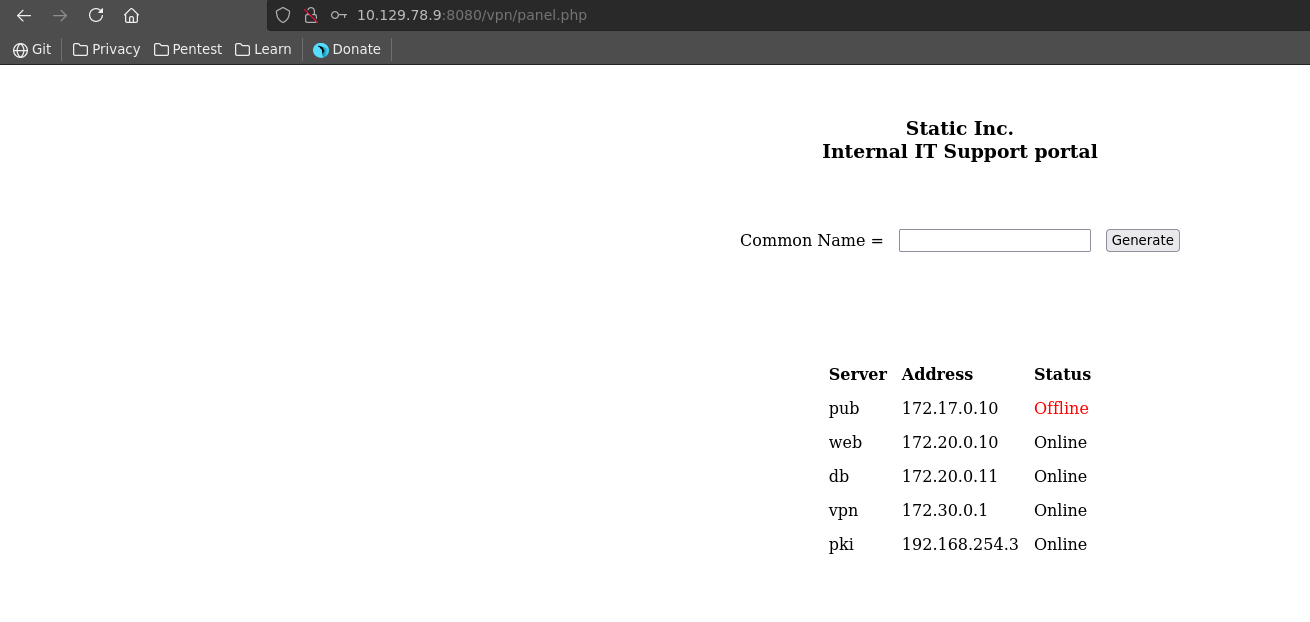 10.129.78.9:8080/vpn/panel.php
Git Privacy Pentest Learn Donate
Static Inc.
Internal IT Support portal
Common Name = Generate
Server Address Status
pub 172.17.0.10 Offline
web 172.20.0.10 Online
db 172.20.0.11 Online
vpn 172.30.0.1 Online
pki 192.168.254.3 Online